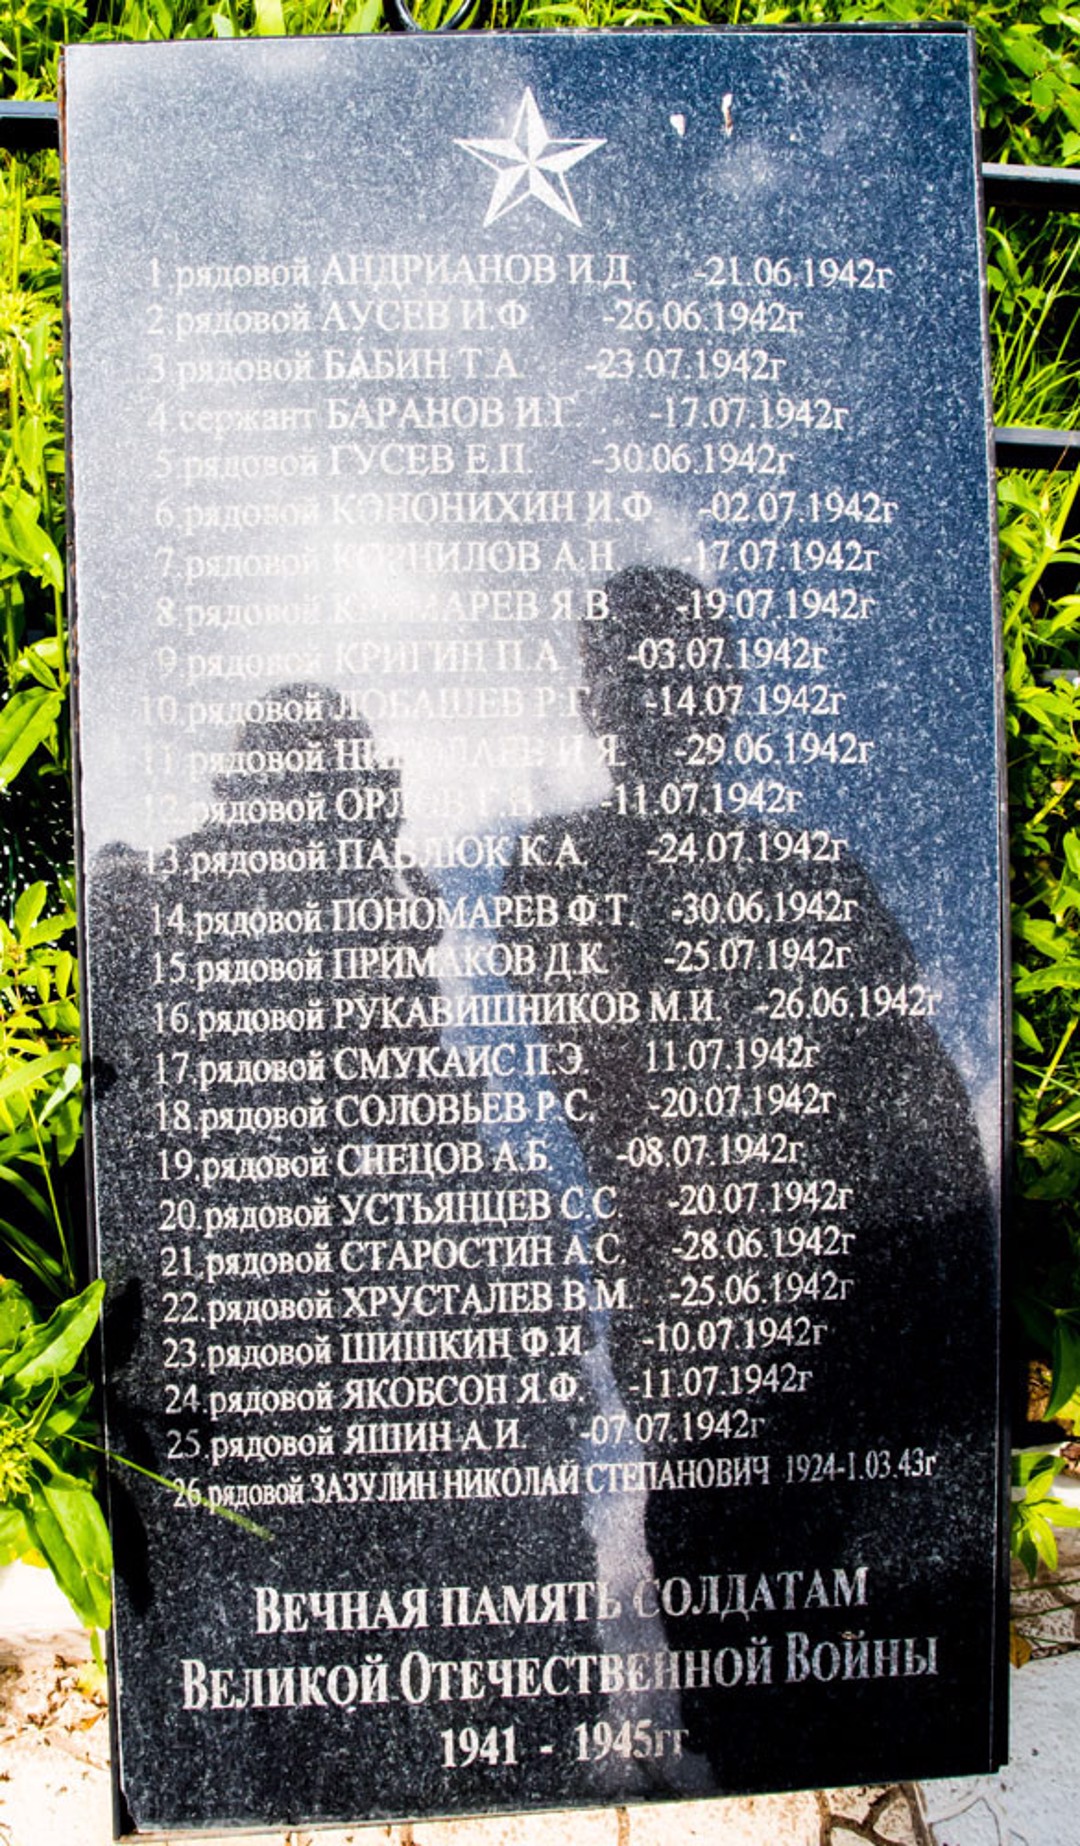 1 рядовой АНДРИАНОВ И.Д. -21.06.1942г
2 рядовой АУСЕВ И.Ф. -26.06.1942г
3 рядовой БАБИН Т.А. -23.07.1942г
4 сержант БАРАНОВ И.Г. -17.07.1942г
5 рядовой ГУСЕВ Е.П. -30.06.1942г
6.рядовой КОНОНИХИН И.Ф -02.07.1942г
7.рядовой КОРНИЛОВ А.Н. -17.07.1942г
8 рядовой Я.В. -19.07.1942г
9 рядовой КРИГИН П.А -03.07.1942г
10.рядовой ЛОБАШЕВ Р.Г. -14.07.1942г
11.рядовой И.Я. -29.06.1942г
12.рядовой ОРЛОВ -11.07.1942г
13.рядовой ПАВЛЮК К.А. -24.07.1942г
14.рядовой ПОНОМАРЕВ Ф.Т. -30.06.1942г
15.рядовой ПРИМАКОВ Д.К. -25.07.1942г
16.рядовой РУКАВИШНИКОВ М.И. -26.06.1942г
17.рядовой СМУКАИС П.Э. 11.07.1942г
18.рядовой СОЛОВЬЕВ Р.С. -20.07.1942г
19.рядовой СНЕЦОВ А.Б. -08.07.1942г.
20.рядовой УСТЬЯНЦЕВ С.С. -20.07.1942г
21.рядовой СТАРОСТИН А.С. -28.06.1942г
22.рядовой ХРУСТАЛЕВ В.М. -25.06.1942г
23.рядовой ШИШКИН Ф.И. -10.07.1942г
24.рядовой ЯКОБСОН Я.Ф. -11.07.1942г
25.рядовой ЯШИН А.И. -07.07.1942г
26.рядовой ЗАЗУЛИН НИКОЛАЙ СТЕПАНОВИЧ 1924-1.03.43г
ВЕЧНАЯ ПАМЯТЬ СОЛДАТАМ
ВЕЛИКОЙ ОТЕЧЕСТВЕННОЙ ВОЙНЫ
1941 - 1945гг